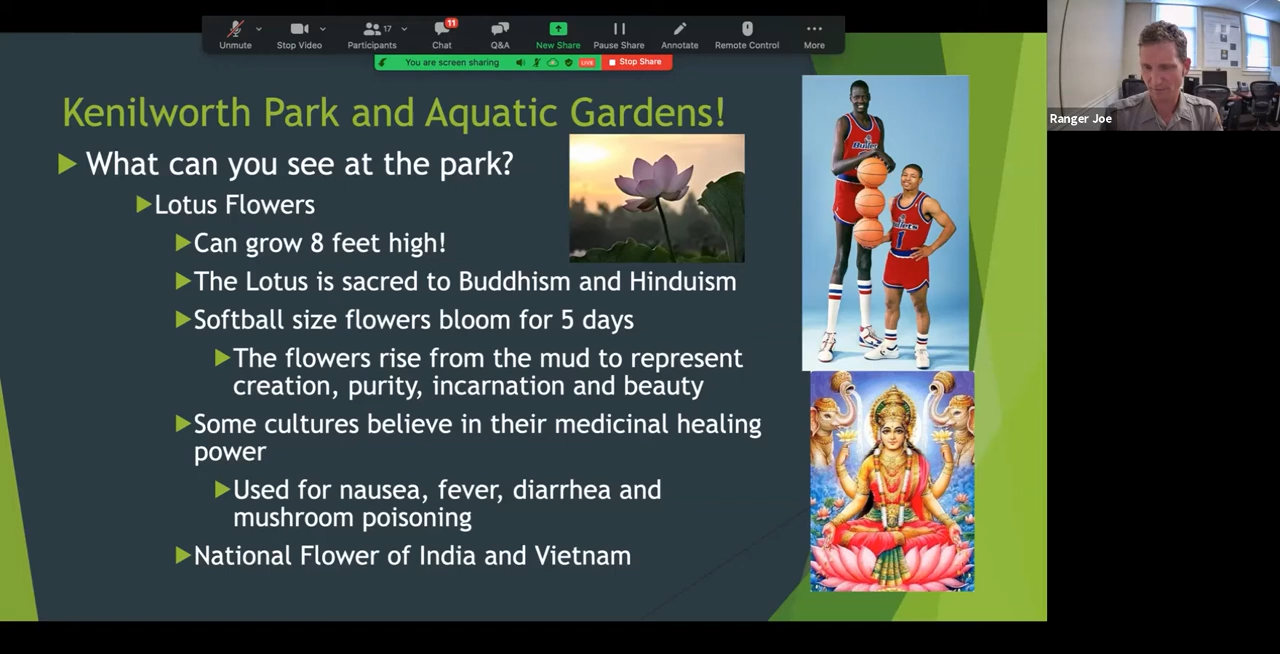 Unmute
Stop Video
Participants
17
Chat
11
Q&A
New Share
Pause Share
Annotate
Remote Control
More
You are screen sharing
LIVE
Stop Share
Ranger Joe
Kenilworth Park and Aquatic Gardens!
What can you see at the park?
Lotus Flowers
Can grow 8 feet high!
The Lotus is sacred to Buddhism and Hinduism
Softball size flowers bloom for 5 days
The flowers rise from the mud to represent
creation, purity, incarnation and beauty
Some cultures believe in their medicinal healing
power
Used for nausea, fever, diarrhea and
mushroom poisoning
National Flower of India and Vietnam
bullets
bullets
1